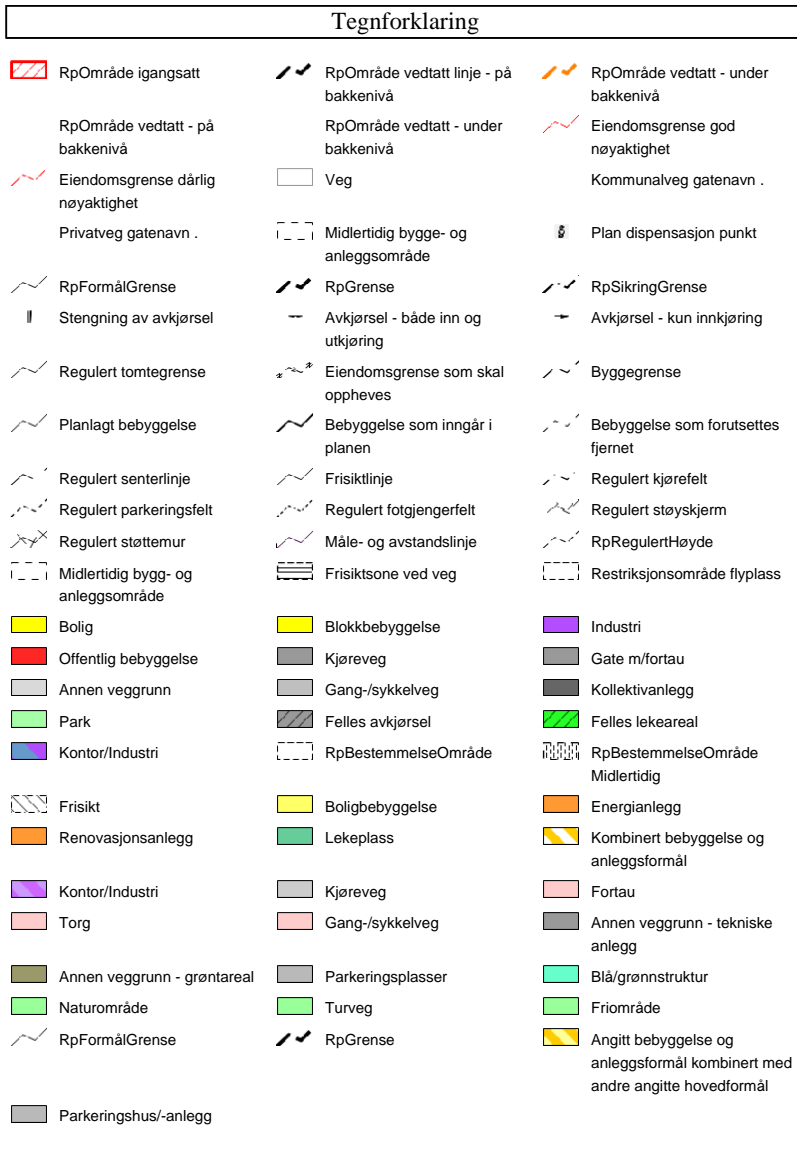 Tegnforklaring
RpOmråde igangsatt
RpOmråde vedtatt linje - på
bakkenivå
RpOmråde vedtatt - under
bakkenivå
RpOmråde vedtatt - på
bakkenivå
RpOmråde vedtatt - under
bakkenivå
Eiendomsgrense god
nøyaktighet
Eiendomsgrense dårlig
nøyaktighet
Veg
Kommunalveg gatenavn .
Privatveg gatenavn .
Midlertidig bygge- og
anleggsområde
Plan dispensasjon punkt
RpFormålGrense
RpGrense
RpSikringGrense
Stengning av avkjørsel
Avkjørsel - både inn og
utkjøring
Avkjørsel - kun innkjøring
Regulert tomtegrense
Eiendomsgrense som skal
oppheves
Byggegrense
Planlagt bebyggelse
Bebyggelse som inngår i
planen
Bebyggelse som forutsettes
fjernet
Regulert senterlinje
Frisiktlinje
Regulert kjørefelt
Regulert parkeringsfelt
Regulert fotgjengerfelt
Regulert støyskjerm
Regulert støttemur
Måle- og avstandslinje
RpRegulertHøyde
Midlertidig bygg- og
anleggsområde
Frisiktsone ved veg
Restriksjonsområde flyplass
Bolig
Blokkbebyggelse
Industri
Offentlig bebyggelse
Kjøreveg
Gate m/fortau
Annen veggrunn
Gang-/sykkelveg
Kollektivanlegg
Park
Felles avkjørsel
Felles lekeareal
Kontor/Industri
RpBestemmelseOmråde
RpBestemmelseOmråde
Midlertidig
Frisikt
Boligbebyggelse
Energianlegg
Renovasjonsanlegg
Lekeplass
Kombinert bebyggelse og
anleggsformål
Kontor/Industri
Kjøreveg
Fortau
Torg
Gang-/sykkelveg
Annen veggrunn - tekniske
anlegg
Annen veggrunn - grøntareal
Parkeringsplasser
Blå/grønnstruktur
Naturområde
Turveg
Friområde
RpFormålGrense
RpGrense
Angitt bebyggelse og
anleggsformål kombinert med
andre angitte hovedformål
Parkeringshus/-anlegg